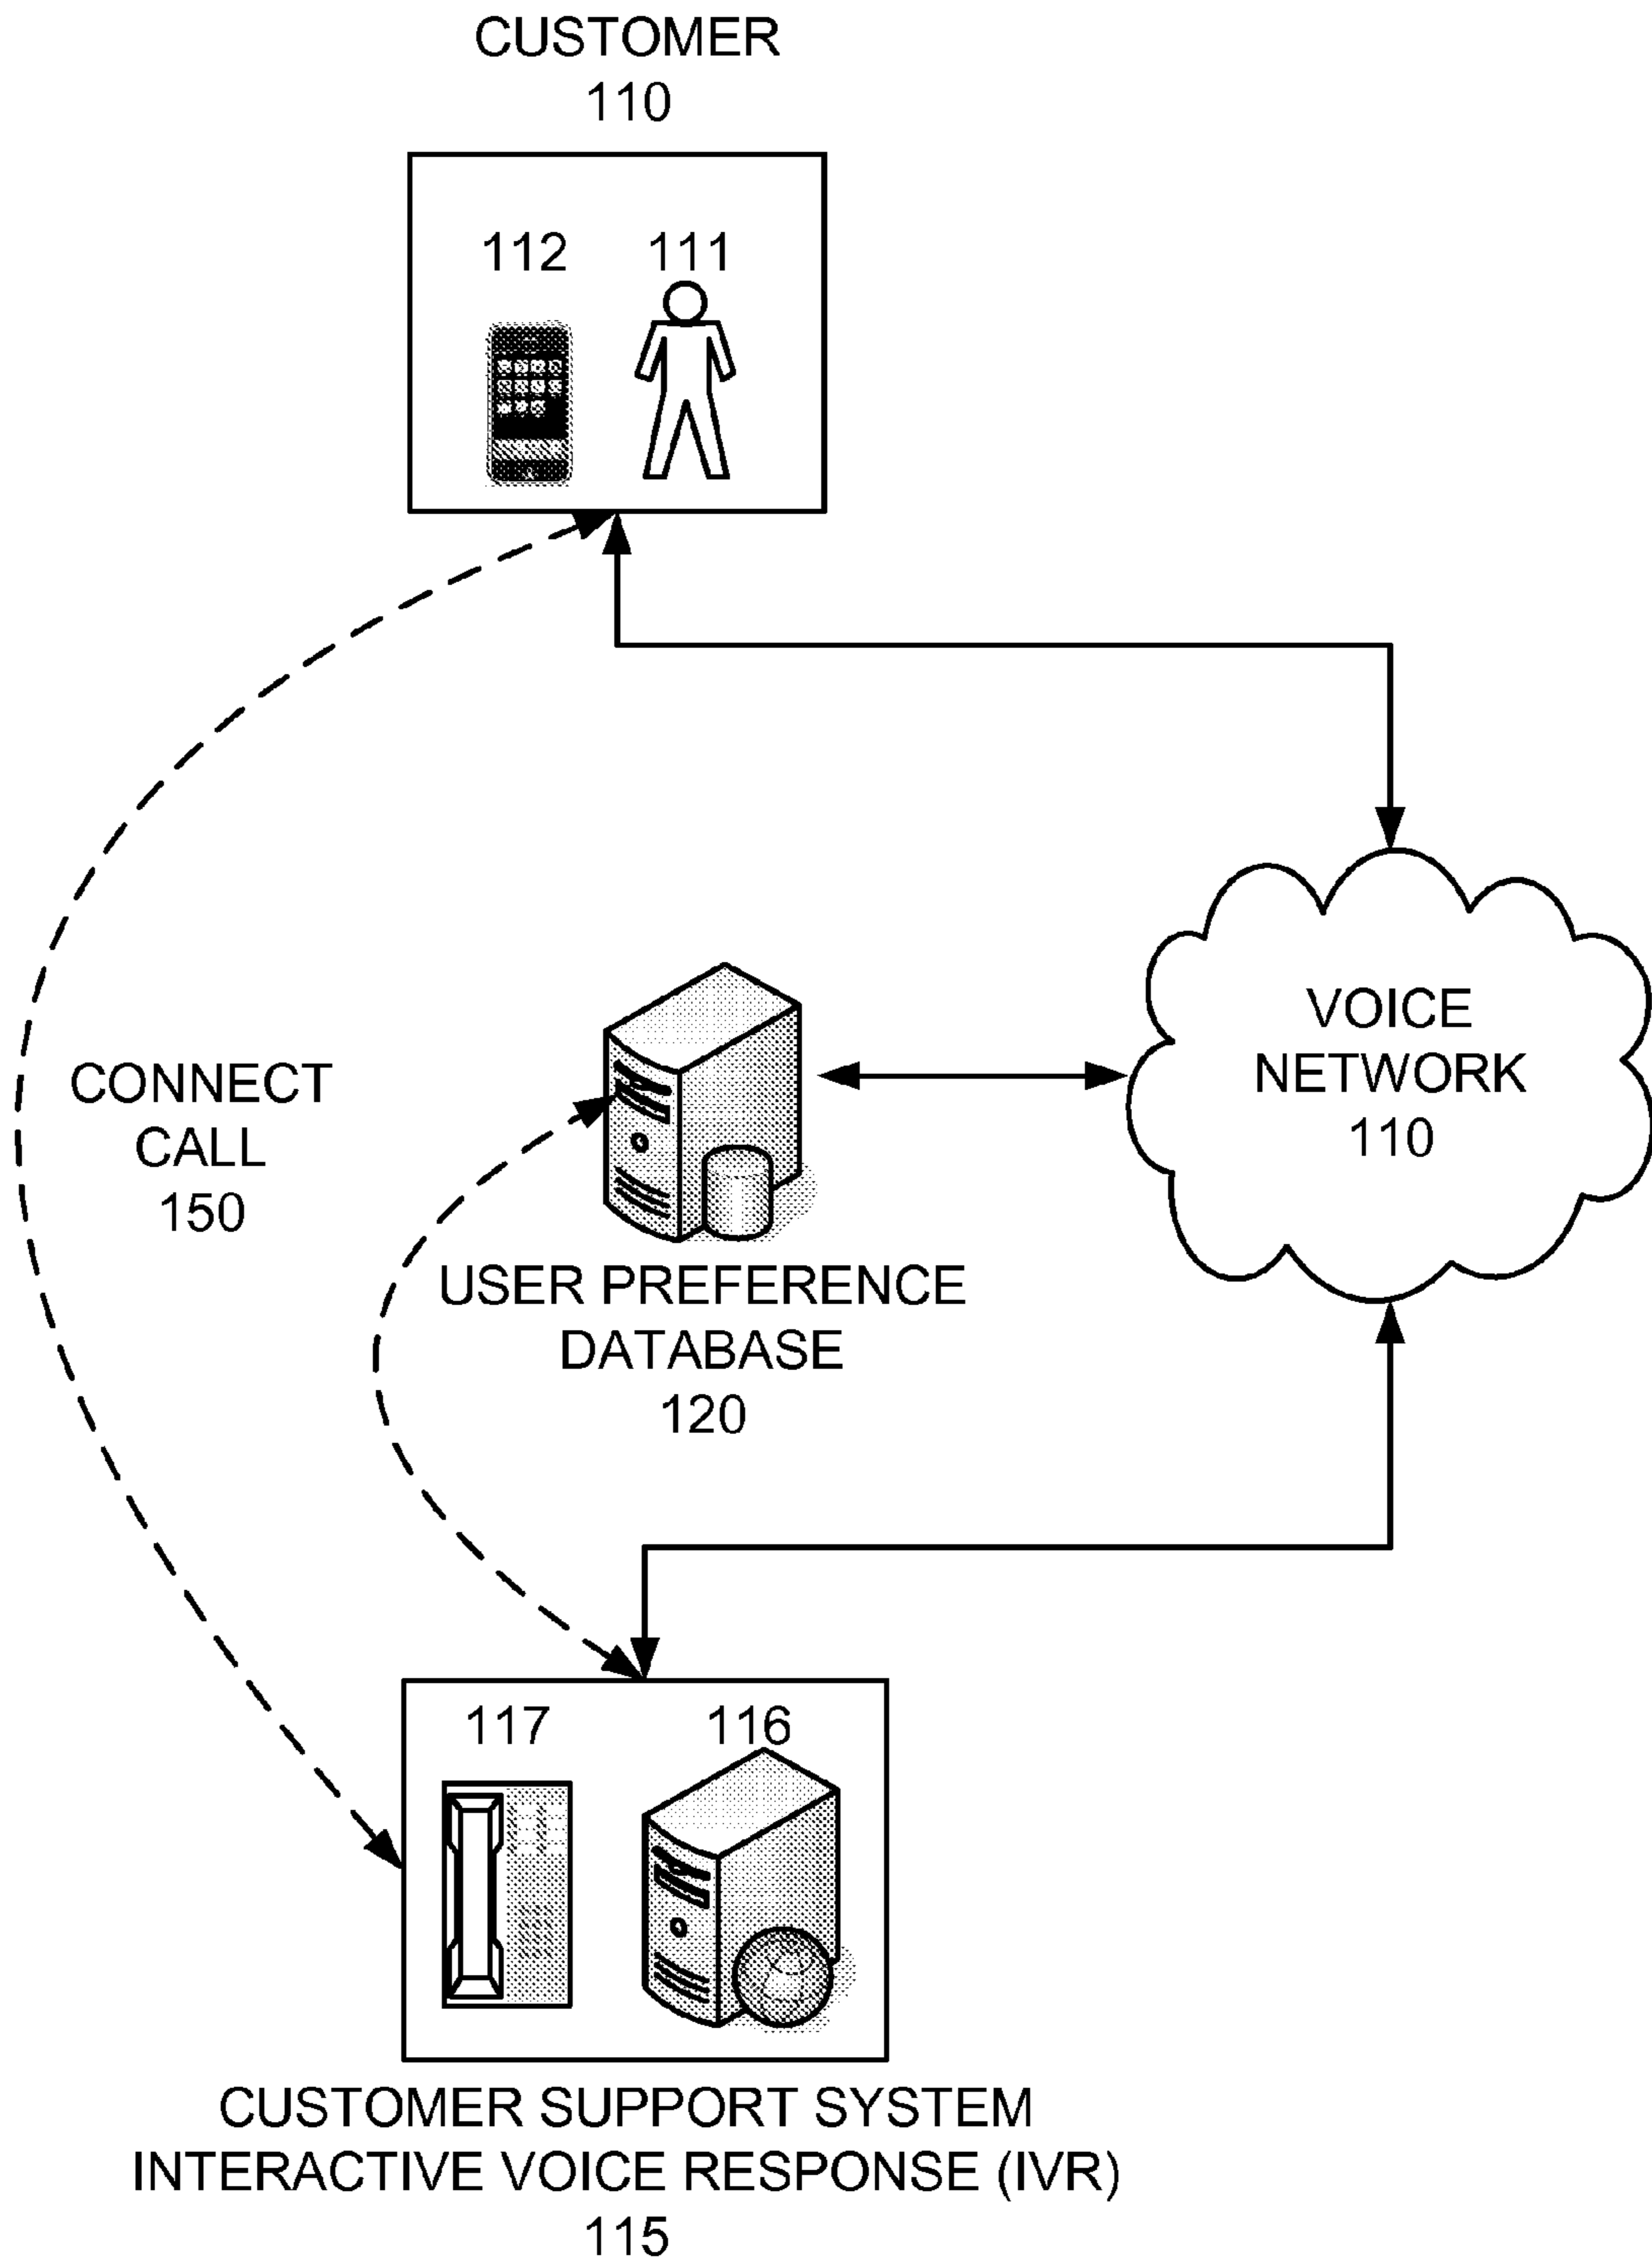 CUSTOMER
110
112
111
VOICE
NETWORK
110
CONNECT
CALL
150
USER PREFERENCE
DATABASE
120
117
116
CUSTOMER SUPPORT SYSTEM
INTERACTIVE VOICE RESPONSE (IVR)
115